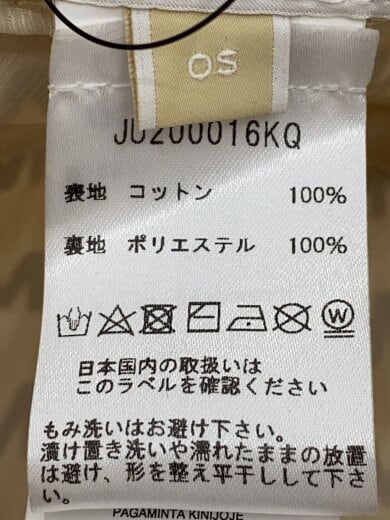 OS
JU200016KQ
表地 コットン 100%
裏地 ポリエステル 100%
W
日本国内の取扱いは
このラベルを確認ください
もみ洗いはお避け下さい。
漬け置き洗いや濡れたままの放置
は避け、形を整え平干しして下さ
い。
PAGAMINTA KINIJOJE